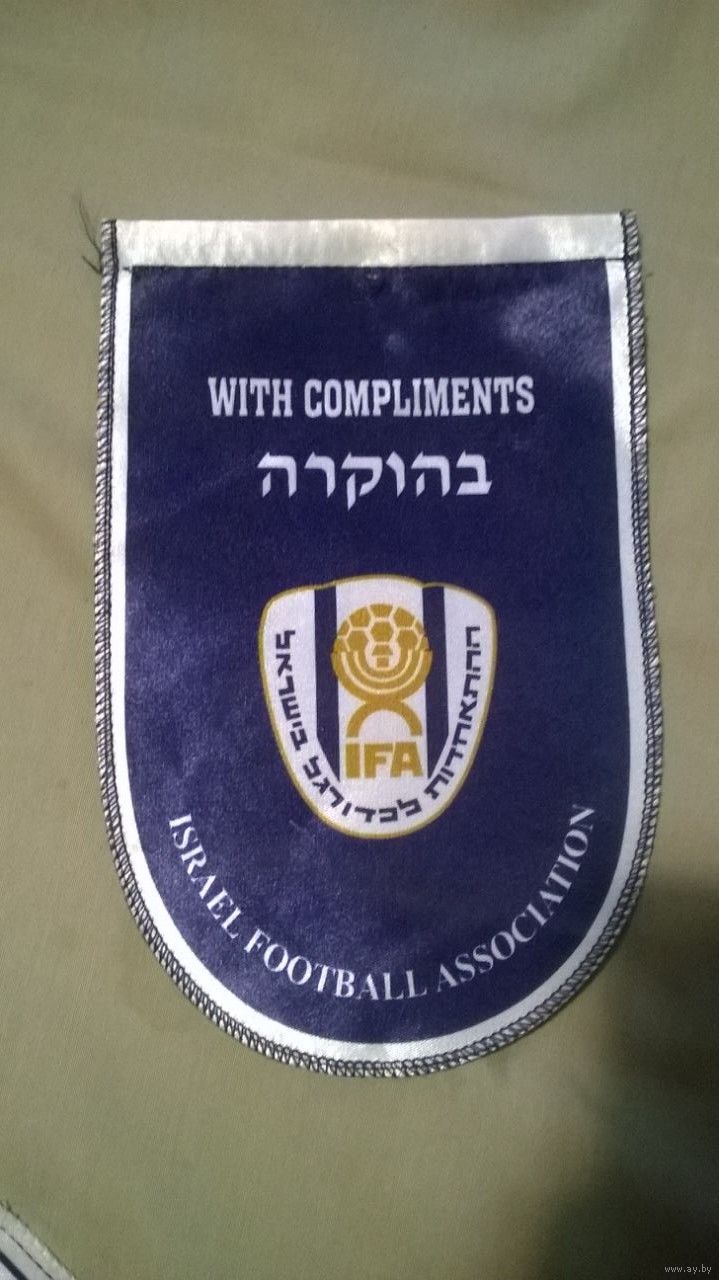 WITH COMPLIMENTS
בהוקרה
ההתאחדות לכדורגל בישראל
IFA
ISRAEL FOOTBALL ASSOCIATION
www.ay.by